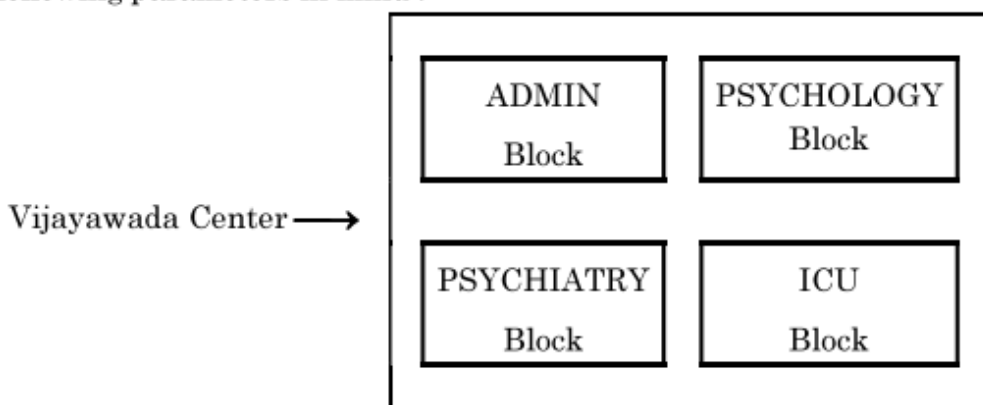 ADMIN
Block
PSYCHOLOGY
Block
Vijayawada Center
PSYCHIATRY
Block
ICU
Block